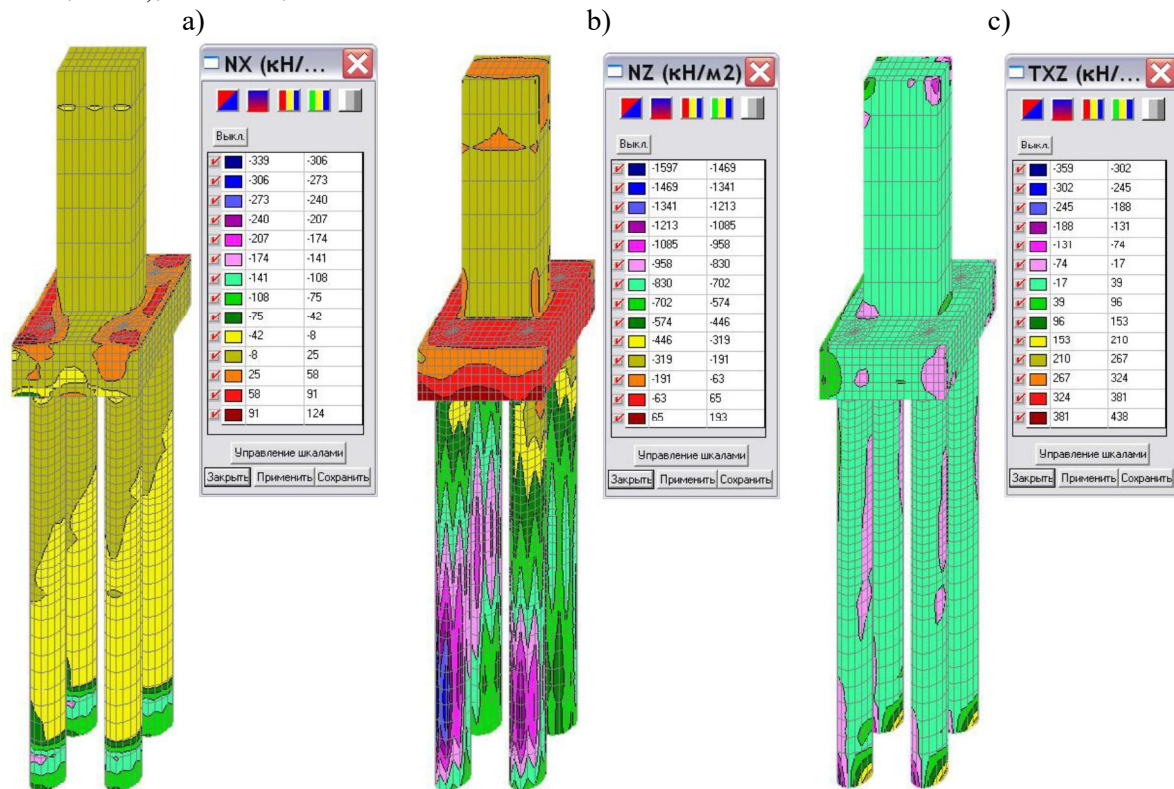 a)
b)
c)
NX (кН/...
Выкл.
-339 -306
-306 -273
-273 -240
-240 -207
-207 -174
-174 -141
-141 -108
-108 -75
-75 -42
-42 -8
-8 25
25 58
58 91
91 124
Управление шкалами
Закрыть Применить Сохранить
NZ (кН/м2)
Выкл.
-1597 -1469
-1469 -1341
-1341 -1213
-1213 -1085
-1085 -958
-958 -830
-830 -702
-702 -574
-574 -446
-446 -319
-319 -191
-191 -63
-63 65
65 193
Управление шкалами
Закрыть Применить Сохранить
TXZ (кН/...
Выкл.
-359 -302
-302 -245
-245 -188
-188 -131
-131 -74
-74 -17
-17 39
39 96
96 153
153 210
210 267
267 324
324 381
381 438
Управление шкалами
Закрыть Применить Сохранить